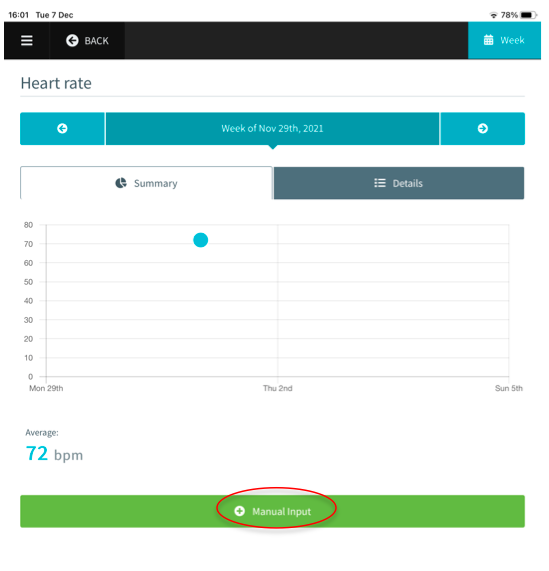 16:01 Tue 7 Dec 78%
BACK Week
Heart rate
Week of Nov 29th, 2021
Summary Details
80
70
60
50
40
30
20
10
0
Mon 29th Thu 2nd Sun 5th
Average:
72 bpm
Manual Input